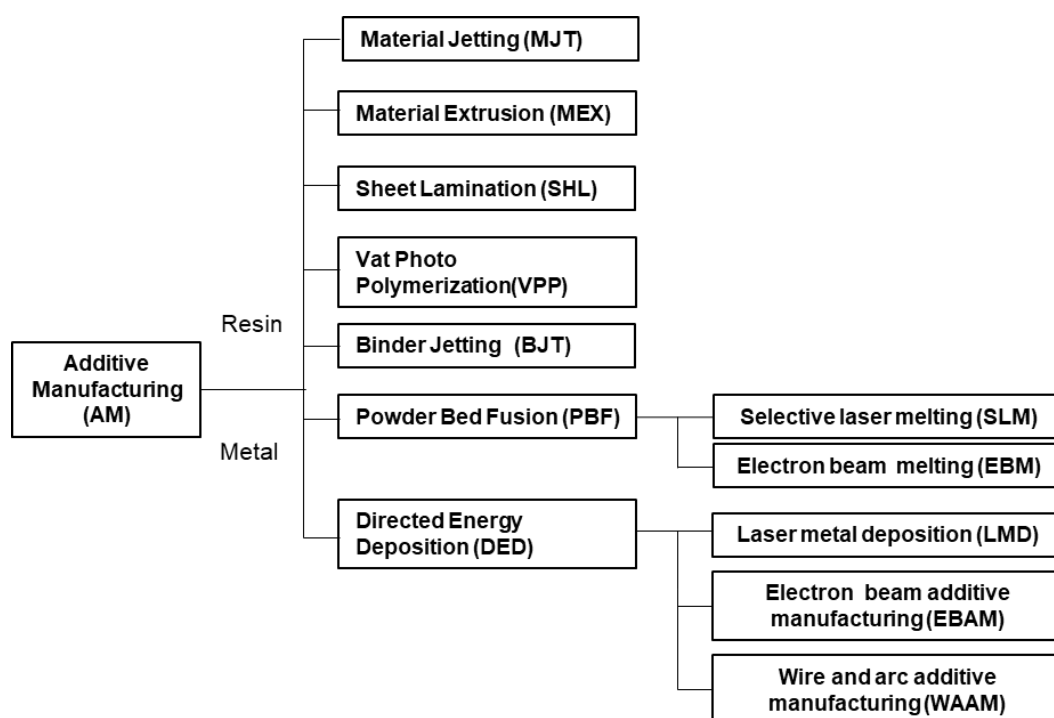 Material Jetting (MJT)
Material Extrusion (MEX)
Sheet Lamination (SHL)
Vat Photo
Polymerization(VPP)
Resin
Binder Jetting (BJT)
Additive
Manufacturing
(AM)
Powder Bed Fusion (PBF)
Selective laser melting (SLM)
Metal
Electron beam melting (EBM)
Directed Energy
Deposition (DED)
Laser metal deposition (LMD)
Electron beam additive
manufacturing (EBAM)
Wire and arc additive
manufacturing (WAAM)